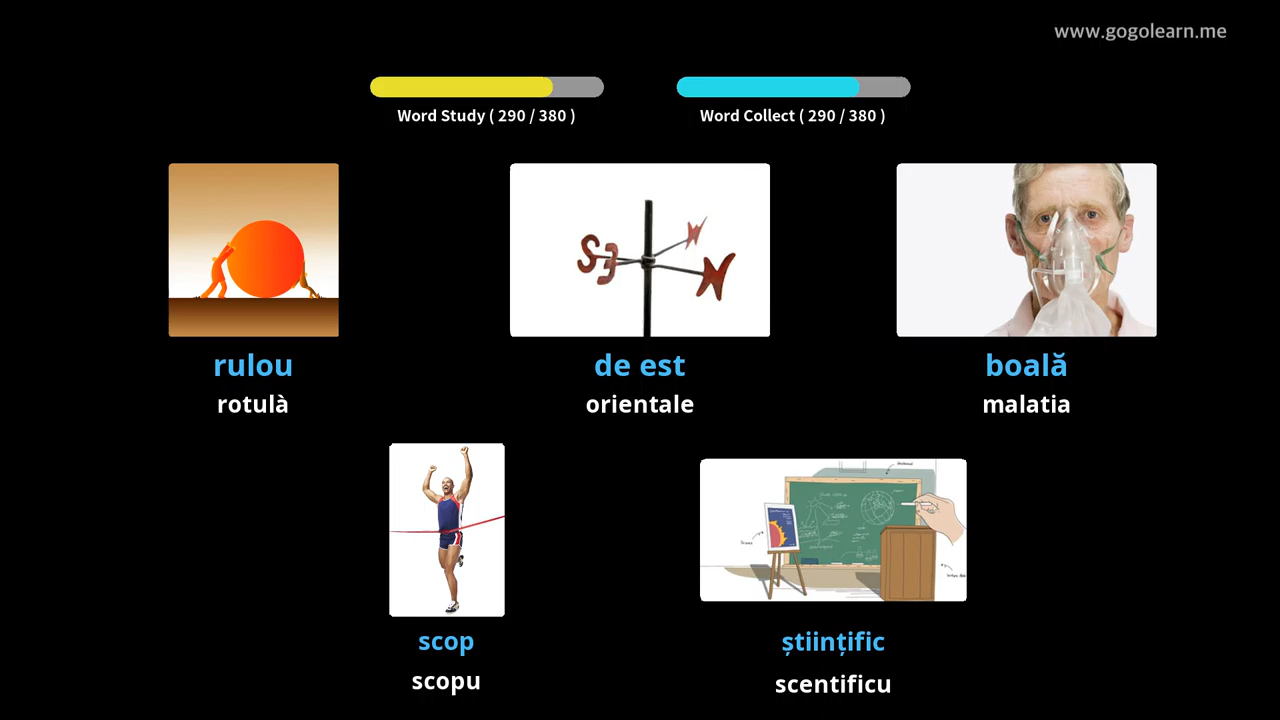 www.gogolearn.me
Word Study ( 290 / 380 )
Word Collect ( 290 / 380 )
rulou
rotulà
de est
orientale
boală
malatia
scop
scopu
științific
scentificu